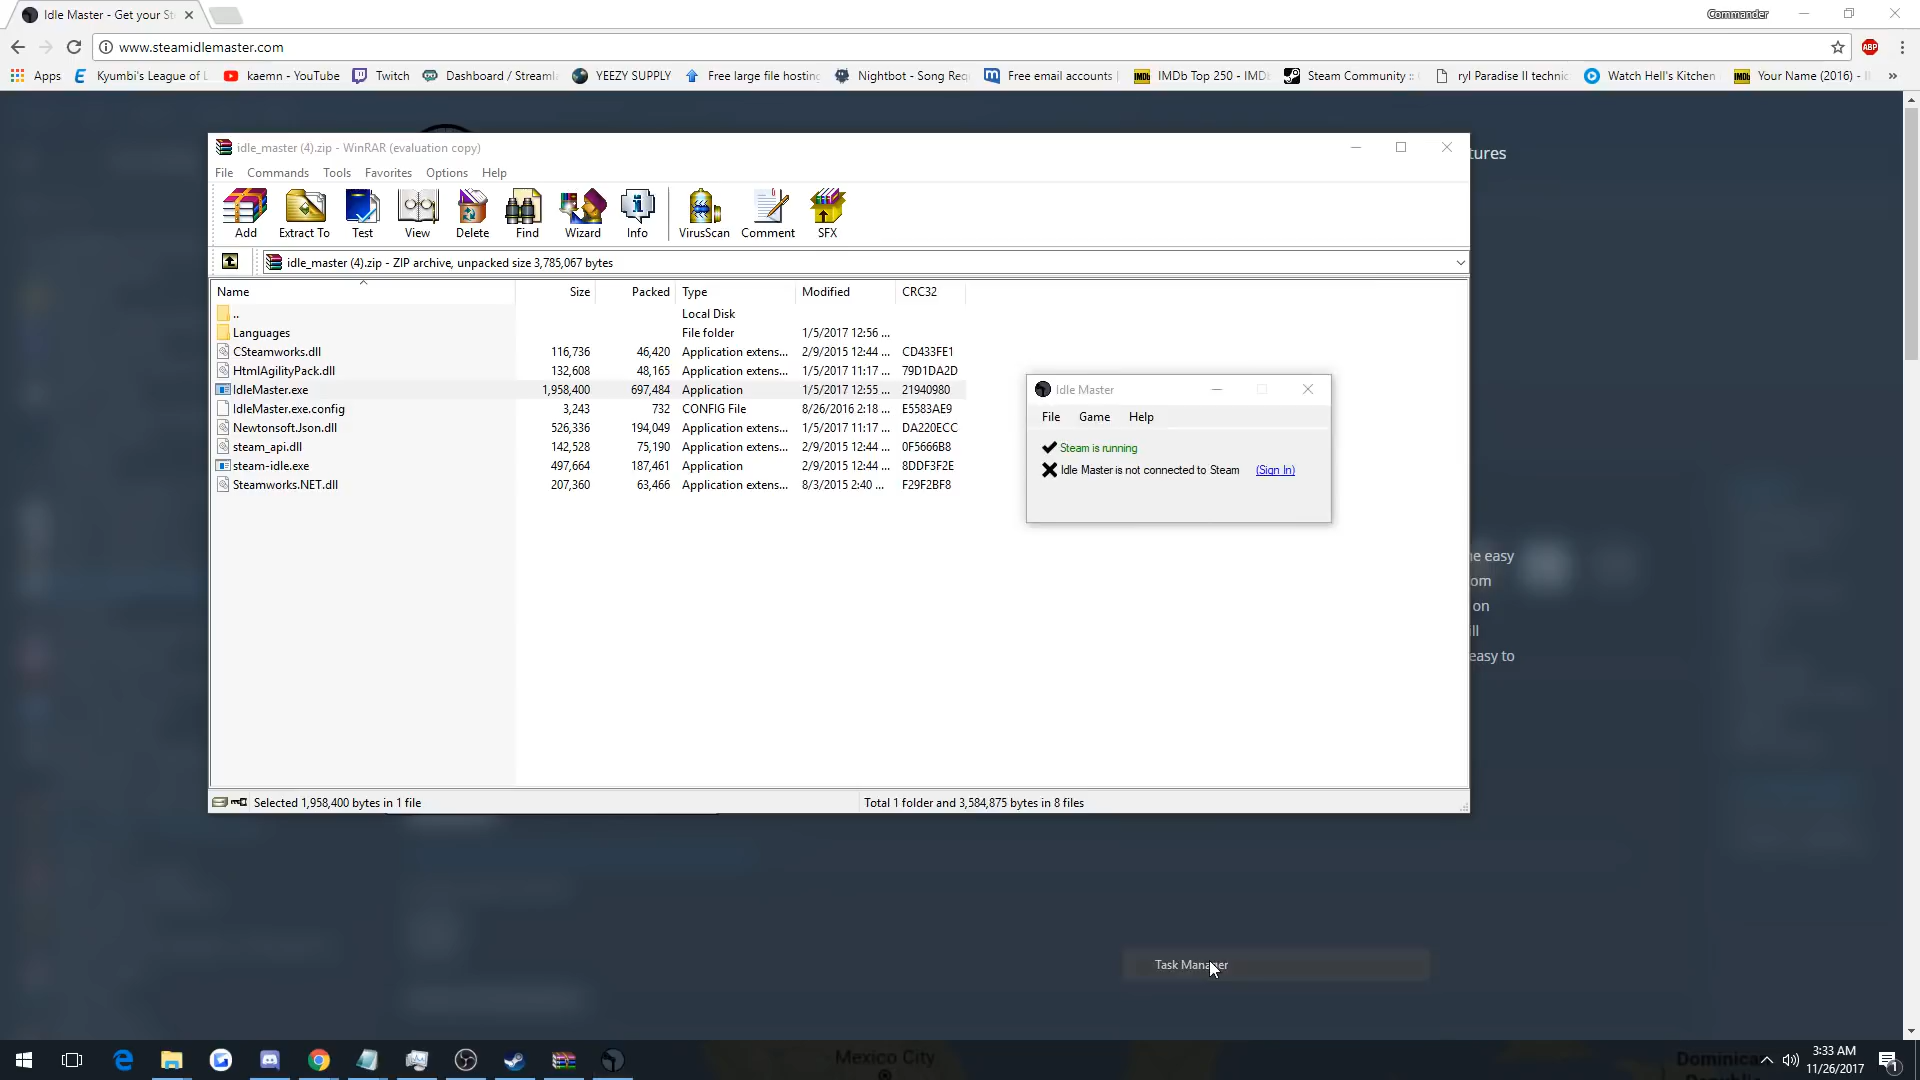 Idle Master - Get your St
Commander
www.steamidlemaster.com
ABP
Apps
Kyumbi's League of L
kaemn - YouTube
Twitch
Dashboard / Streaml
YEEZY SUPPLY
Free large file hosting
Nightbot - Song Req
Free email accounts
IMDb Top 250 - IMD
Steam Community ::
ryl Paradise II technic
Watch Hell's Kitchen
Your Name (2016) - I
»
idle_master (4).zip - WinRAR (evaluation copy)
tures
File Commands Tools Favorites Options Help
Add Extract To Test View Delete Find Wizard Info VirusScan Comment SFX
idle_master (4).zip - ZIP archive, unpacked size 3,785,067 bytes
Name Size Packed Type Modified CRC32
.. Local Disk
Languages File folder 1/5/2017 12:56 ...
CSteamworks.dll 116,736 46,420 Application extens... 2/9/2015 12:44 ... CD433FE1
HtmlAgilityPack.dll 132,608 48,165 Application extens... 1/5/2017 11:17 ... 79D1DA2D
IdleMaster.exe 1,958,400 697,484 Application 1/5/2017 12:55 ... 21940980
IdleMaster.exe.config 3,243 732 CONFIG File 8/26/2016 2:18 ... E5583AE9
Newtonsoft.Json.dll 526,336 194,049 Application extens... 1/5/2017 11:17 ... DA220ECC
steam_api.dll 142,528 75,190 Application extens... 2/9/2015 12:44 ... 0F5666B8
steam-idle.exe 497,664 187,461 Application 2/9/2015 12:44 ... 8DDF3F2E
Steamworks.NET.dll 207,360 63,466 Application extens... 8/3/2015 2:40 ... F29F2BF8
Idle Master
File Game Help
Steam is running
Idle Master is not connected to Steam (Sign In)
e easy
om
on
ill
easy to
Selected 1,958,400 bytes in 1 file
Total 1 folder and 3,584,875 bytes in 8 files
Task Manager
Mexico City
Dominica
3:33 AM
11/26/2017
1